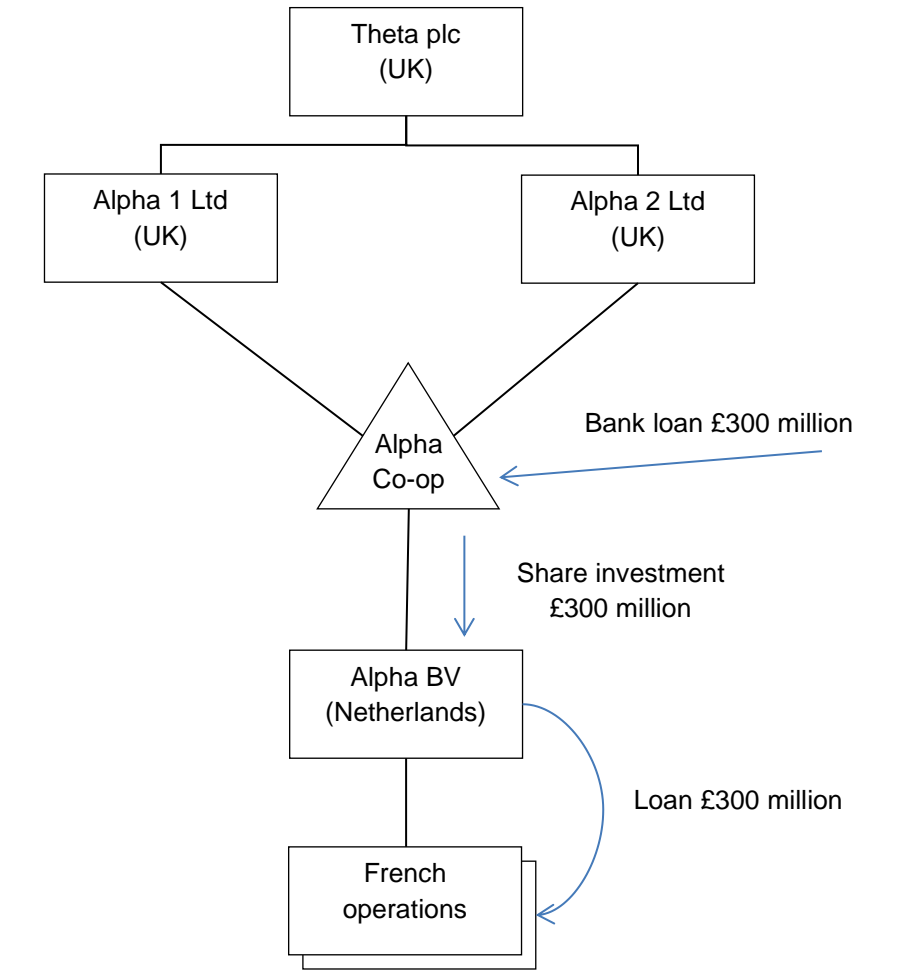 Theta plc
(UK)
Alpha 1 Ltd
(UK)
Alpha 2 Ltd
(UK)
Bank loan £300 million
Alpha
Co-op
Share investment
£300 million
Alpha BV
(Netherlands)
Loan £300 million
French
operations